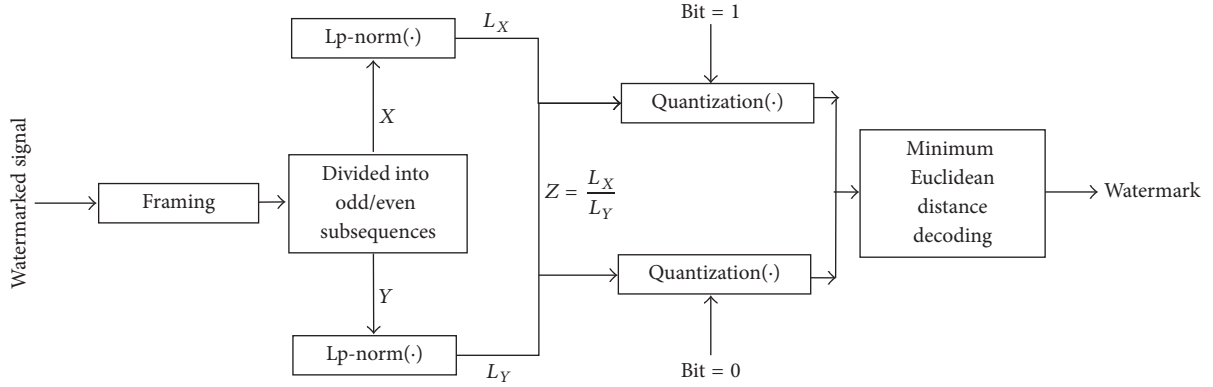 Watermarked signal
Framing
Divided into
odd/even
subsequences
X
Lp-norm(·)
L_X
Y
Lp-norm(·)
L_Y
Z = L_X / L_Y
Bit = 1
Quantization(·)
Quantization(·)
Bit = 0
Minimum
Euclidean
distance
decoding
Watermark